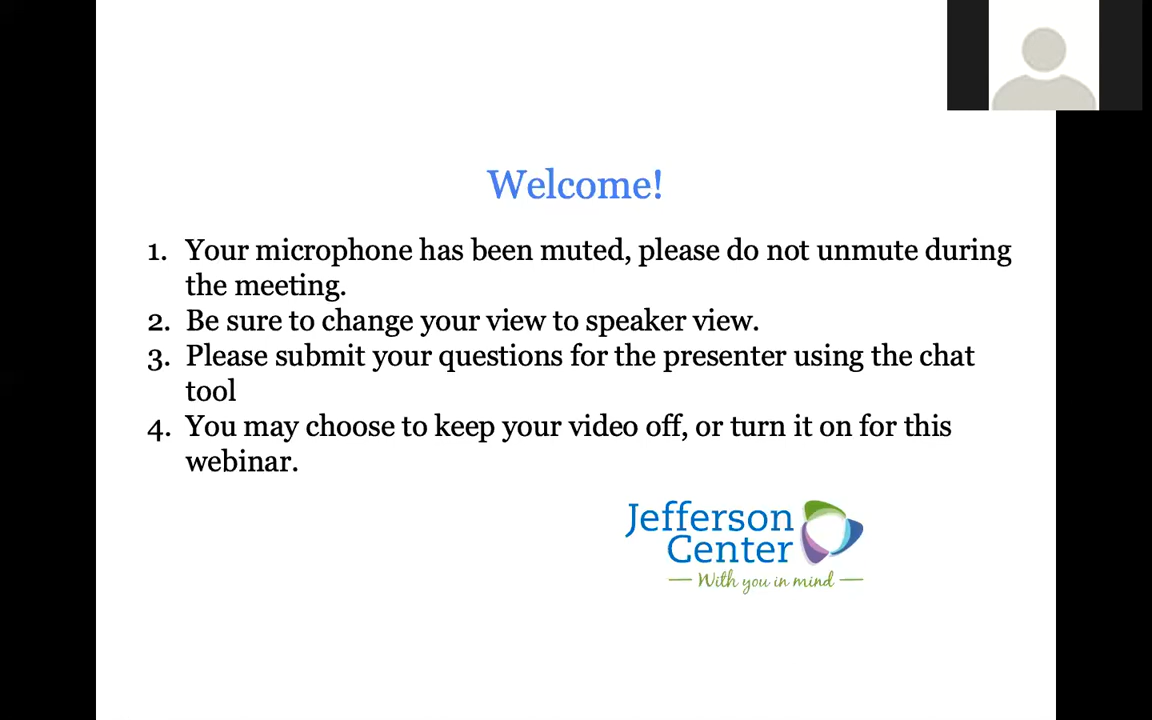 Welcome!
1. Your microphone has been muted, please do not unmute during
the meeting.
2. Be sure to change your view to speaker view.
3. Please submit your questions for the presenter using the chat
tool
4. You may choose to keep your video off, or turn it on for this
webinar.
Jefferson
Center
— With you in mind —